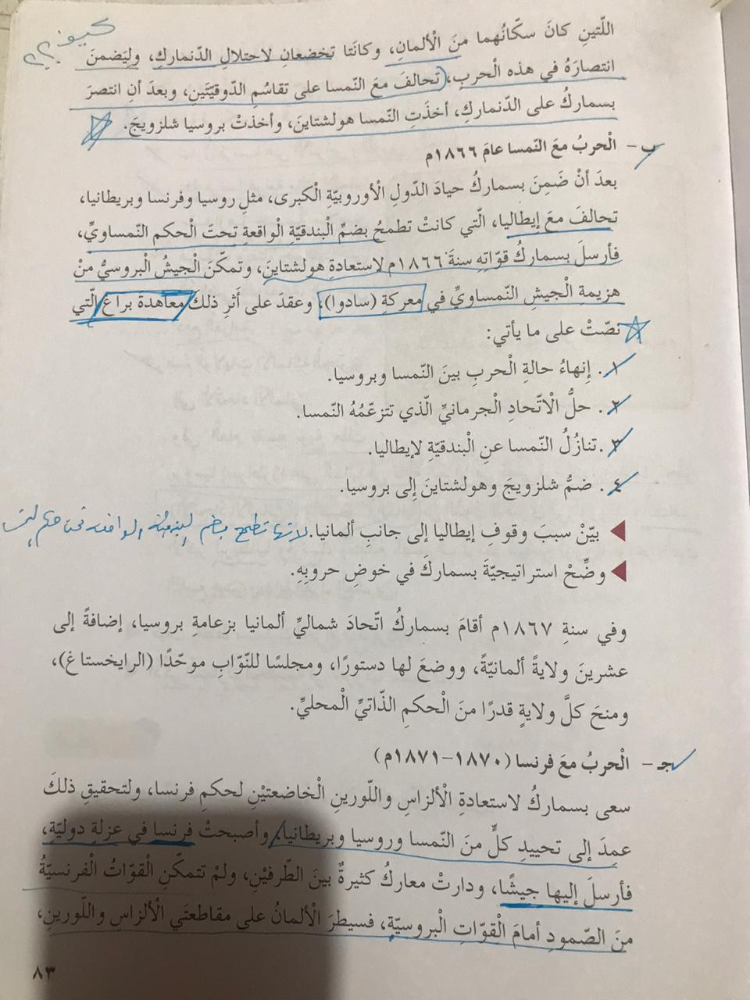 كيف ؟؟
اللّتينِ كانَ سكّانُهما منَ الْألمانِ، وكانَتا تخضعانِ لاحتلالِ الدّنماركِ، ولِيَضمنَ
انتصارَهُ في هذه الْحربِ، تحالفَ معَ النّمسا على تقاسُمِ الدّوقيّتَينِ، وبعدَ أنِ انتصرَ
بسماركُ على الدّنماركِ، أخذَتِ النّمسا هولشتاينَ، وأخذتْ بروسيا شلزويجَ.
ب- الْحربُ معَ النّمسا عامَ ١٨٦٦م
بعدَ أنْ ضَمِنَ بسماركُ حيادَ الدّولِ الْأوروبيّةِ الْكبرى، مثلِ روسيا وفرنسا وبريطانيا،
تحالفَ معَ إيطاليا، الّتي كانتْ تطمحُ بضمِّ الْبندقيّةِ الْواقعةِ تحتَ الْحكمِ النّمساويِّ،
فأرسلَ بسماركُ قوّاتِهِ سنةَ ١٨٦٦م لاستعادةِ هولشتاينَ، وتمكّنَ الْجيشُ الْبروسيُّ منْ
هزيمةِ الْجيشِ النّمساويِّ في معركةِ (سادوا)، وعقدَ على أَثرِ ذلكَ معاهدةَ براغَ الّتي
نصّتْ على ما يأتي:
١. إِنهاءُ حالةِ الْحربِ بينَ النّمسا وبروسيا.
٢. حلُّ الْاتّحادِ الْجرمانيِّ الّذي تتزعّمُهُ النّمسا.
٣. تنازُلُ النّمسا عنِ الْبندقيّةِ لإيطاليا.
٤. ضمُّ شلزويجَ وهولشتاينَ إلى بروسيا.
بيّنْ سببَ وقوفِ إيطاليا إلى جانبِ ألمانيا. لانها تطمح بضم البندقية الواقعة تحت حكم
وضّحْ استراتيجيّةَ بسماركَ في خوضِ حروبِهِ.
وفي سنةِ ١٨٦٧م أقامَ بسماركُ اتّحادَ شماليِّ ألمانيا بزعامةِ بروسيا، إضافةً إلى
عشرينَ ولايةً ألمانيّةً، ووضعَ لها دستورًا، ومجلسًا للنّوّابِ موحّدًا (الرايخستاغ)،
ومنحَ كلَّ ولايةٍ قدرًا منَ الْحكمِ الذّاتيِّ الْمحليِّ.
جـ- الْحربُ معَ فرنسا (١٨٧٠-١٨٧١م)
سعى بسماركُ لاستعادةِ الْألزاسِ واللّورينِ الْخاضعتيْنِ لحكمِ فرنسا، ولتحقيقِ ذلكَ
عمدَ إلى تحييدِ كلٍّ منَ النّمسا وروسيا وبريطانيا، وأصبحتْ فرنسا في عزلةٍ دوليّةٍ،
فأرسلَ إليها جيشًا، ودارتْ معاركُ كثيرةٌ بينَ الطّرفيْنِ، ولمْ تتمكّنِ الْقوّاتُ الْفرنسيّةُ
منَ الصّمودِ أمامَ الْقوّاتِ الْبروسيّةِ، فسيطرَ الْألمانُ على مقاطعتَيِ الْألزاسِ واللّورينِ،
٨٣